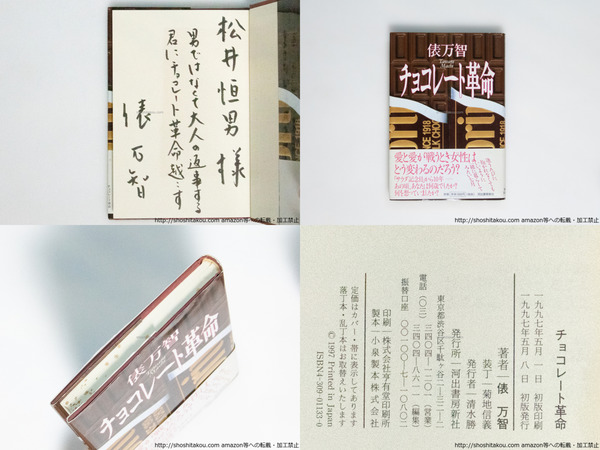 松井恒男様
男ではなくて大人の返事する
君にチョコレート革命起こす
俵万智
http://shoshitakou.com amazon等への転載・加工禁止
俵万智
Tawara Machi
チョコレート革命
SINCE 1918
愛と愛が戦うとき女性は
どう変わるのだろう?
http://shoshitakou.com amazon等への転載・加工禁止
俵万智
チョコレート革命
http://shoshitakou.com amazon等への転載・加工禁止
チョコレート革命
一九九七年五月 一日 初版印刷
一九九七年五月 八日 初版発行
著者―俵 万智
装丁―菊地信義
発行者―清水勝
発行所―河出書房新社
東京都渋谷区千駄ヶ谷二-三二-二
電話(〇三)三四〇四-一二〇一(営業)
三四〇四-八六一一(編集)
振替口座 〇〇一〇〇-七-一〇八〇二
印刷―株式会社亨有堂印刷所
製本―小泉製本株式会社
定価はカバー・帯に表示してあります
落丁本・乱丁本はお取替えいたします
© 1997 Printed in Japan
ISBN4-309-01133-0
http://shoshitakou.com amazon等への転載・加工禁止